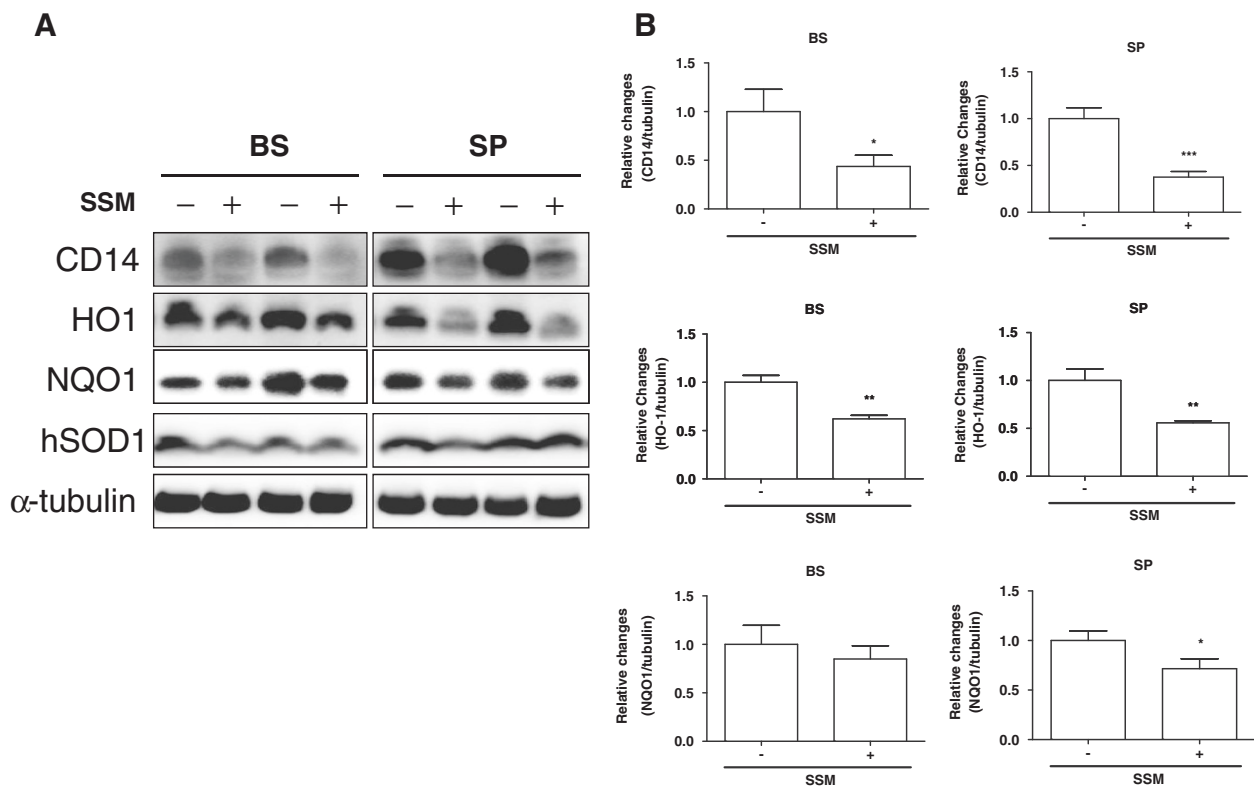 A
BS SP
SSM − + − + − + − +
CD14
HO1
NQO1
hSOD1
α-tubulin
B
BS
Relative changes
(CD14/tubulin)
1.5
1.0
0.5
0.0
*
- +
SSM
SP
Relative Changes
(CD14/tubulin)
1.5
1.0
0.5
0.0
***
- +
SSM
BS
Relative Changes
(HO-1/tubulin)
1.5
1.0
0.5
0.0
**
- +
SSM
SP
Relative Changes
(HO-1/tubulin)
1.5
1.0
0.5
0.0
**
- +
SSM
BS
Relative changes
(NQO1/tubulin)
1.5
1.0
0.5
0.0
- +
SSM
SP
Relative changes
(NQO1/tubulin)
1.5
1.0
0.5
0.0
*
- +
SSM